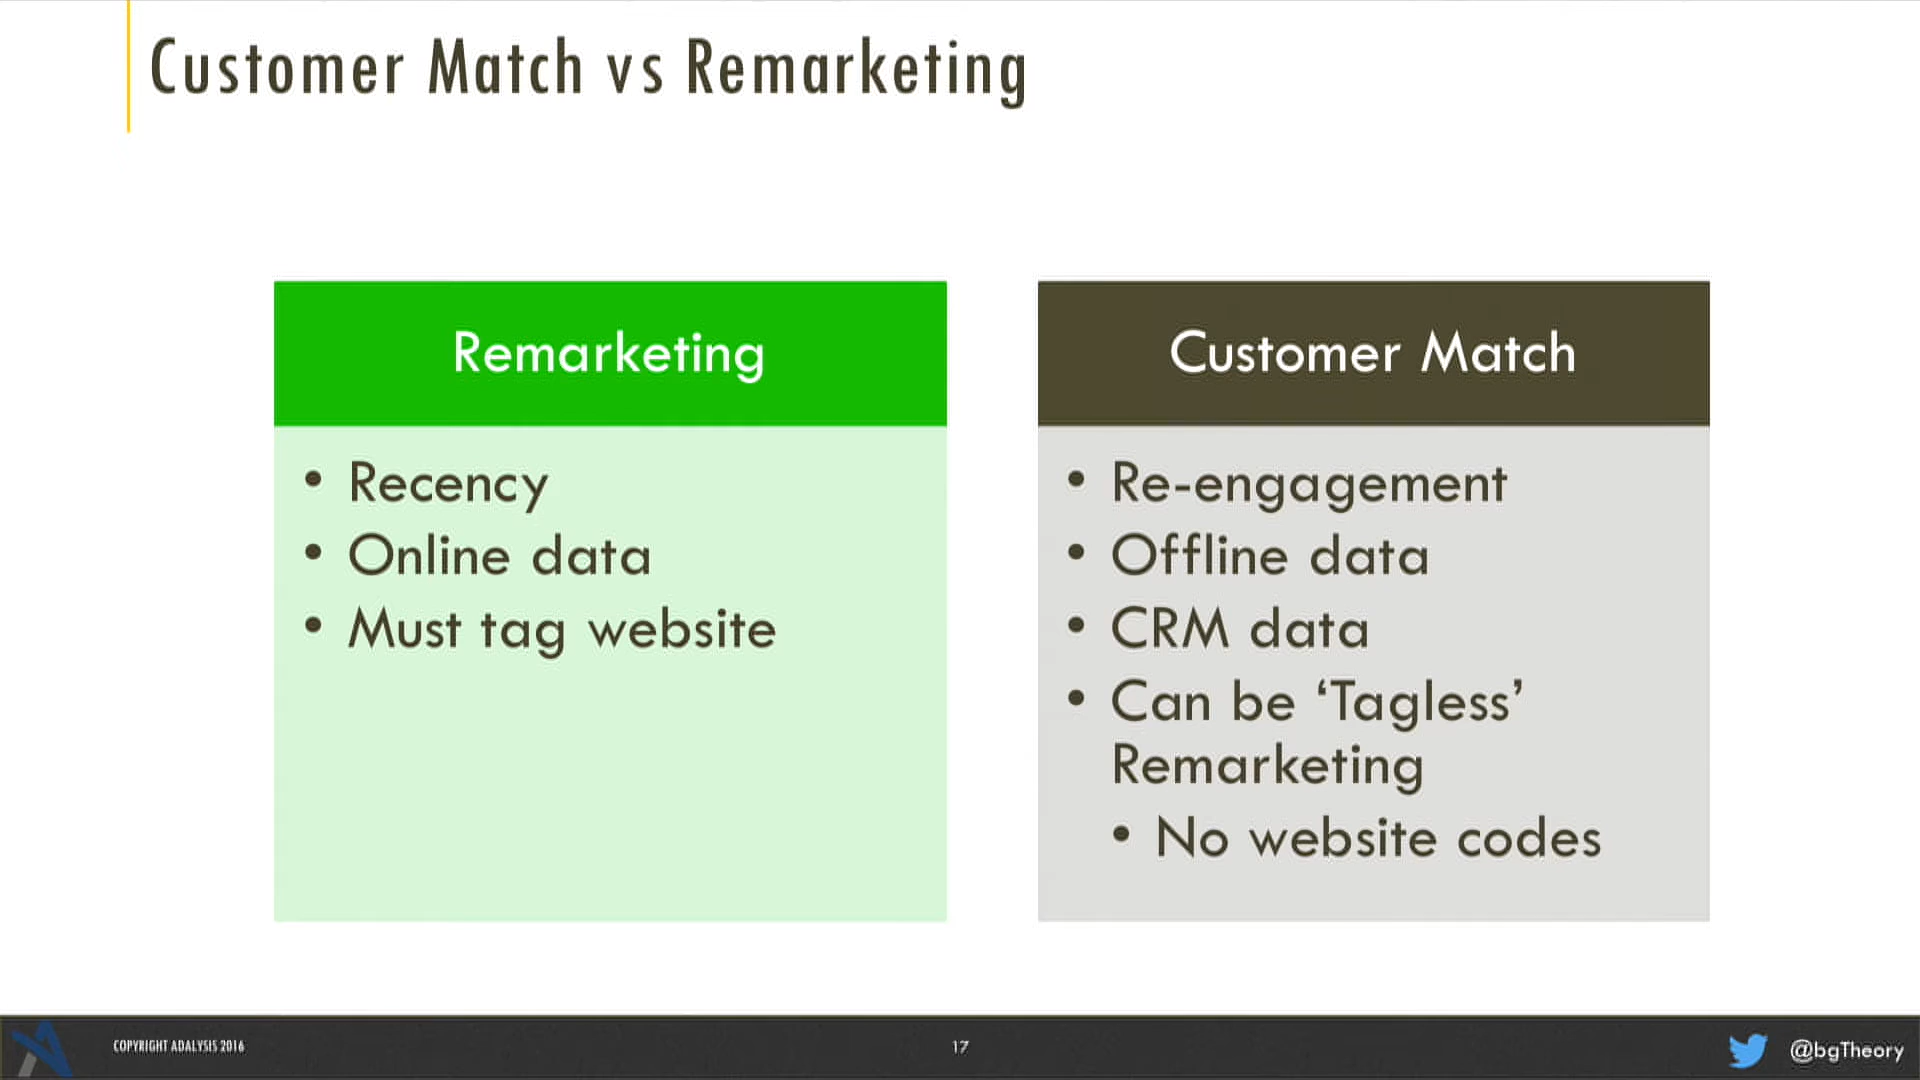 Customer Match vs Remarketing
Remarketing
• Recency
• Online data
• Must tag website
Customer Match
• Re-engagement
• Offline data
• CRM data
• Can be ‘Tagless’
Remarketing
• No website codes
COPYRIGHT ADALYSIS 2016
17
@bgTheory